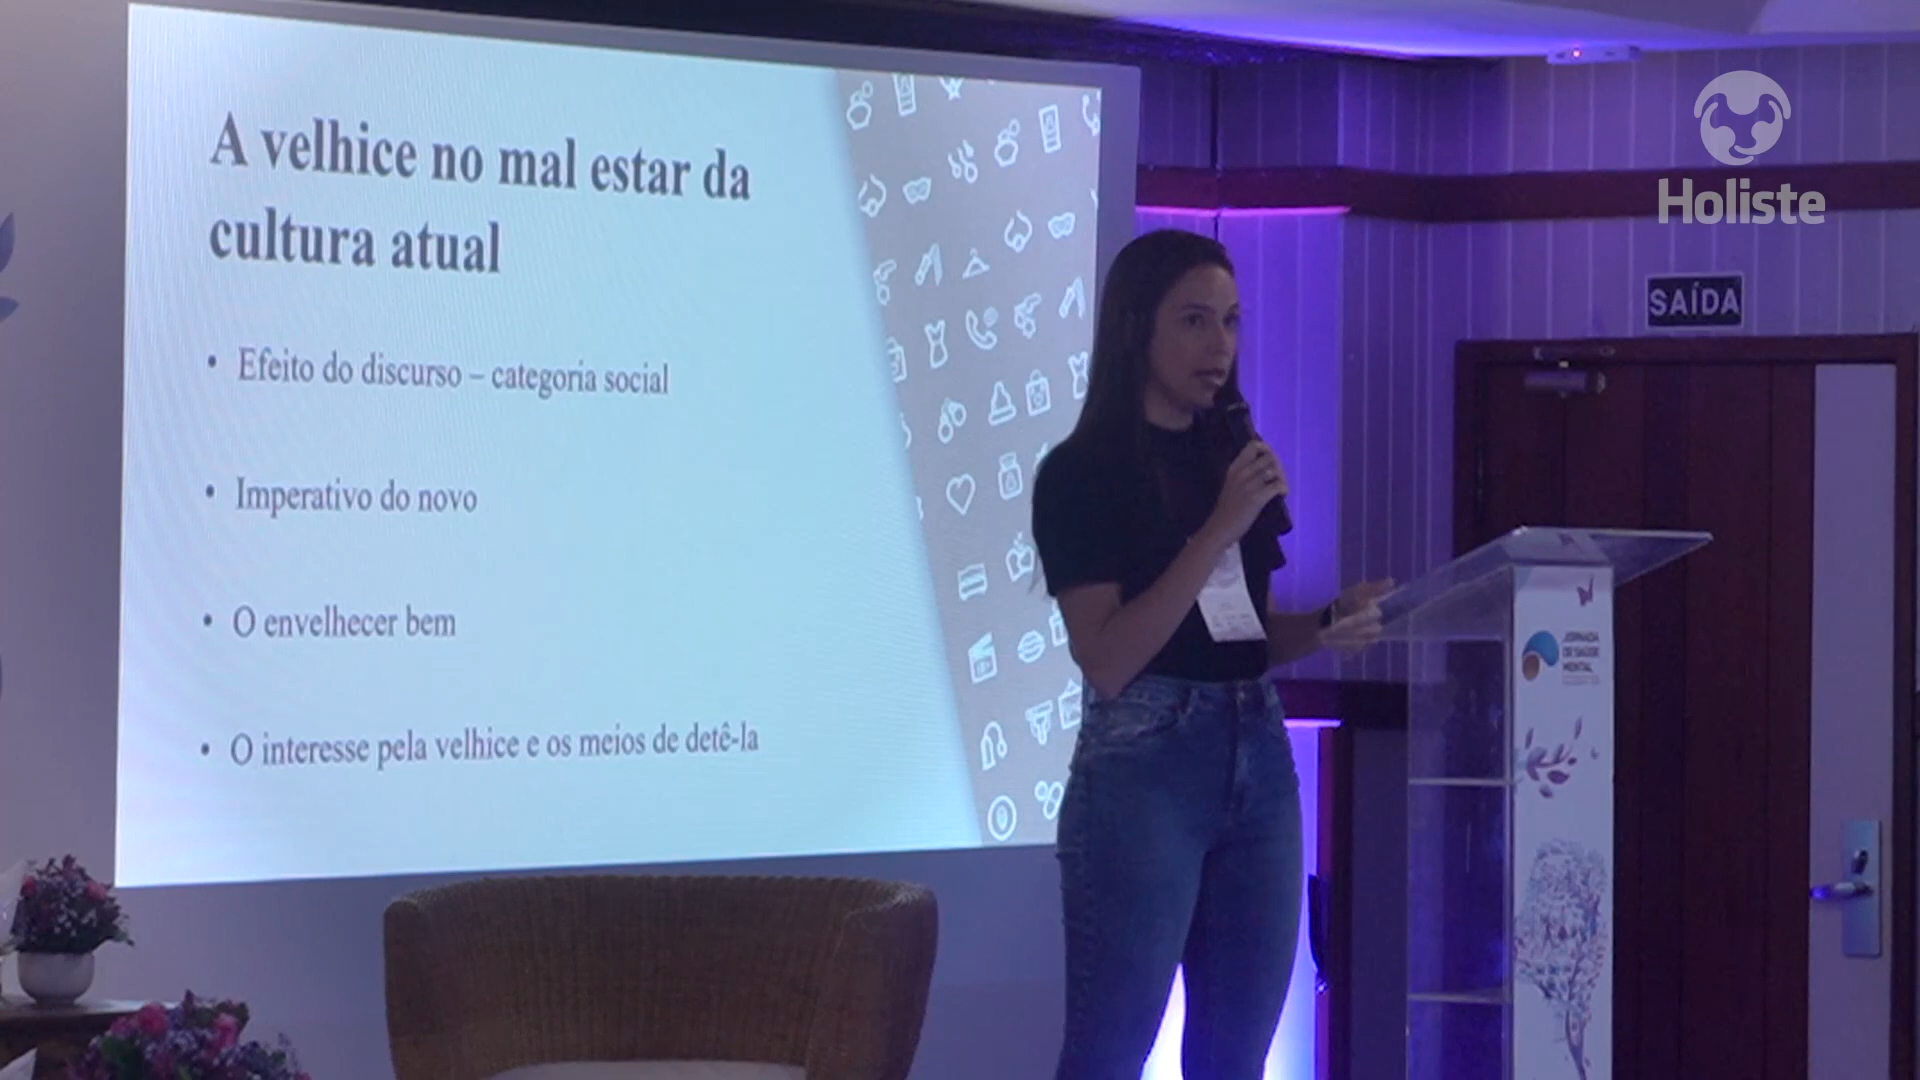 A velhice no mal estar da
cultura atual
• Efeito do discurso – categoria social
• Imperativo do novo
• O envelhecer bem
• O interesse pela velhice e os meios de detê-la
Holiste
SAÍDA
JORNADA
DE SAÚDE
MENTAL